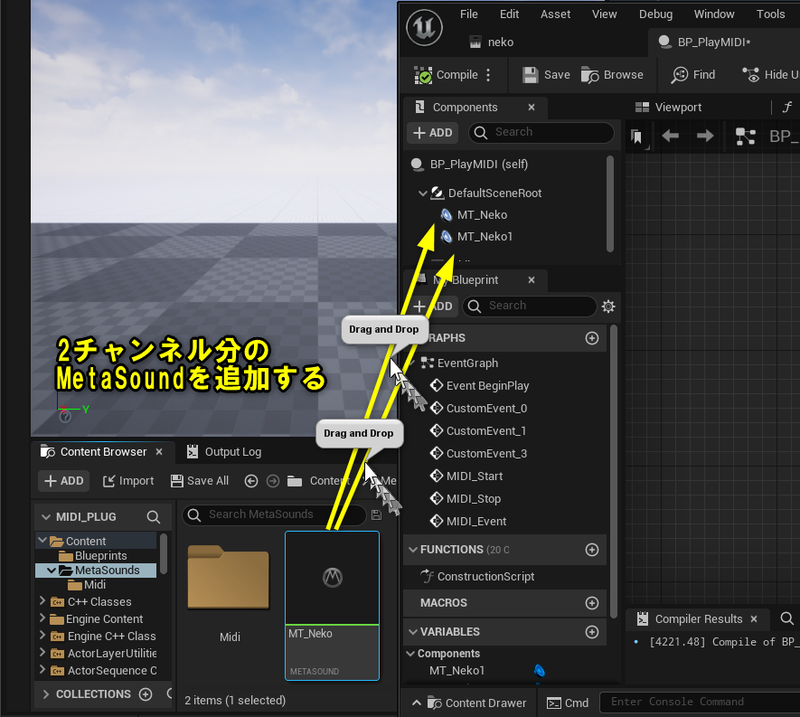 File Edit Asset View Debug Window Tools
neko
BP_PlayMIDI*
Compile
Save
Browse
Find
Hide U
Components
Viewport
ADD
Search
BP_
BP_PlayMIDI (self)
DefaultSceneRoot
MT_Neko
MT_Neko1
Blueprint
ADD
Search
Drag and Drop
RAPHS
EventGraph
Event BeginPlay
CustomEvent_0
CustomEvent_1
CustomEvent_3
MIDI_Start
MIDI_Stop
MIDI_Event
FUNCTIONS (20 O
ConstructionScript
MACROS
VARIABLES
Components
MT_Neko1
Compiler Results
[4221.48] Compile of BP_
2チャンネル分の
MetaSoundを追加する
Y
Drag and Drop
Content Browser
Output Log
ADD
Import
Save All
Conten
Me
MIDI_PLUG
Search MetaSounds
Content
Blueprints
MetaSounds
Midi
C++ Classes
Engine Content
Engine C++ Class
ActorLayerUtilitie
ActorSequence C
COLLECTIONS
Midi
MT_Neko
METASOUND
2 items (1 selected)
Content Drawer
Cmd
Enter Console Command